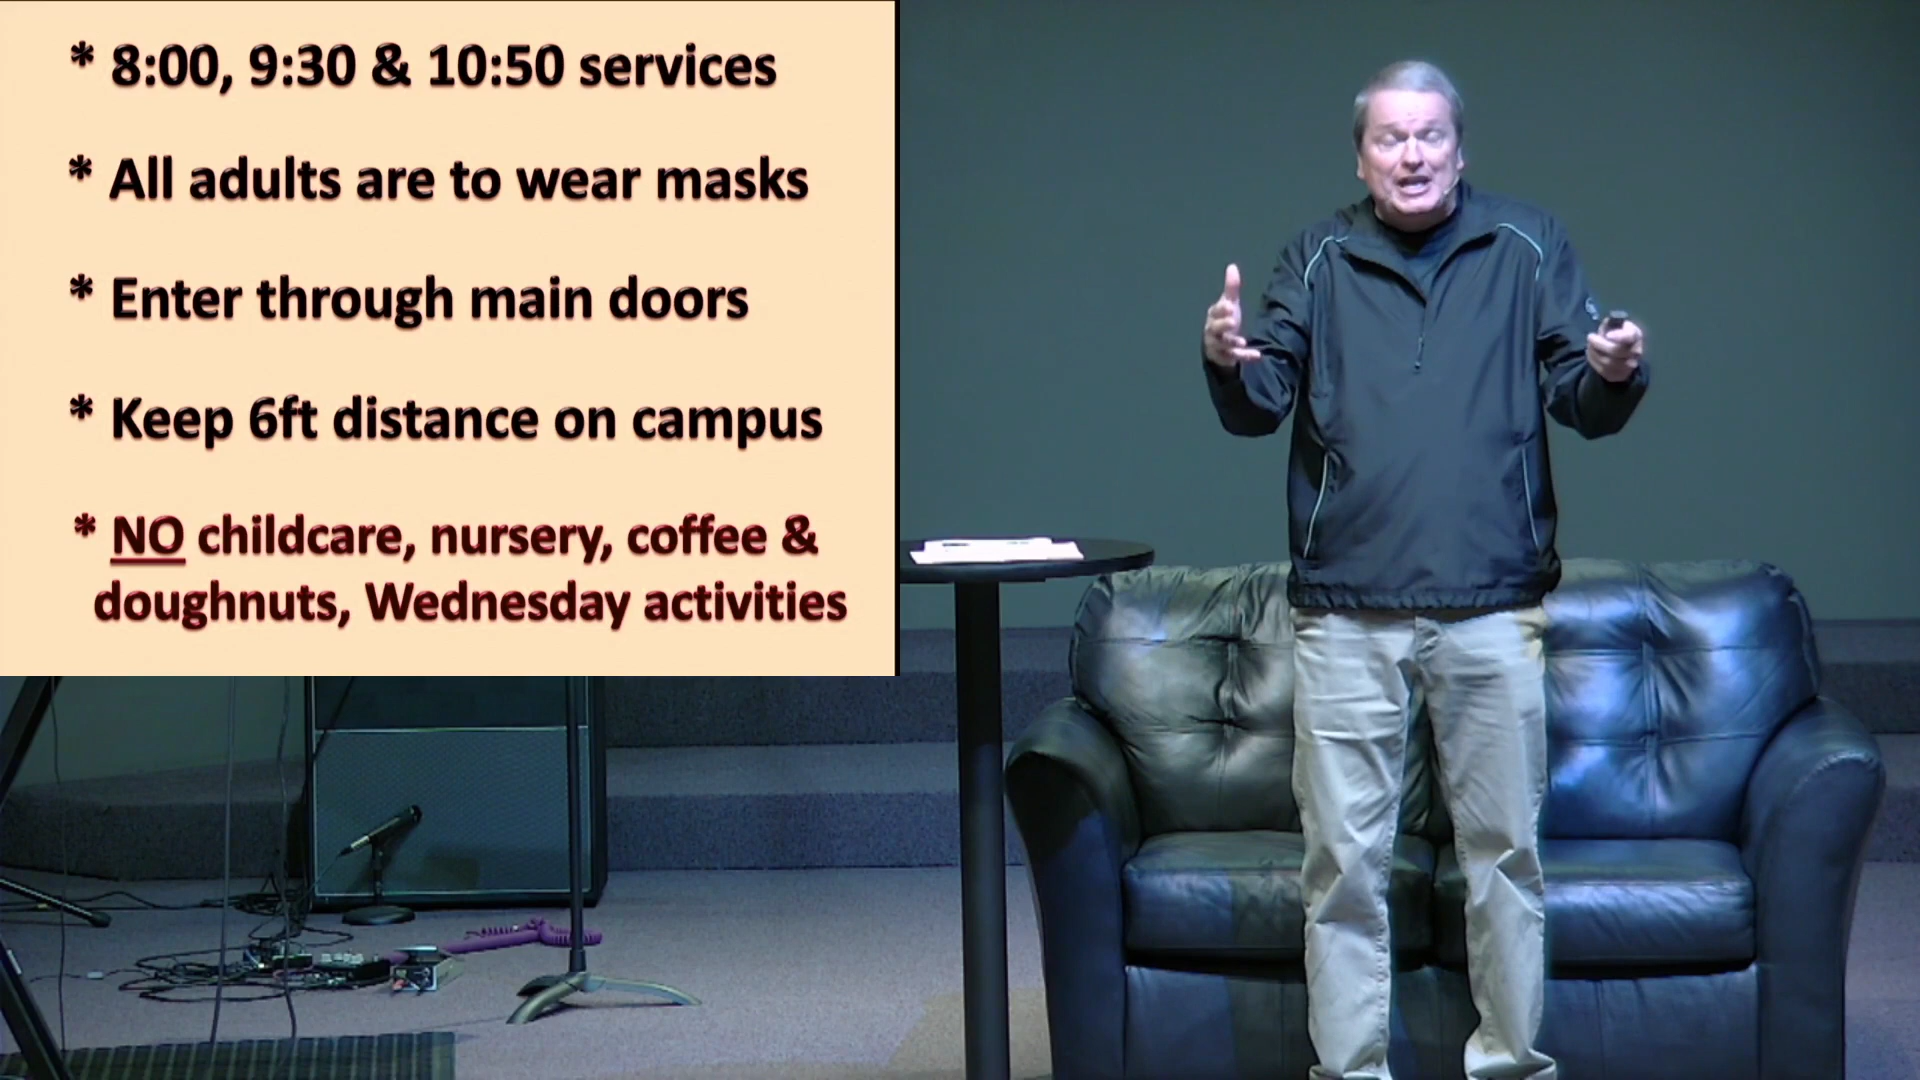 * 8:00, 9:30 & 10:50 services
* All adults are to wear masks
* Enter through main doors
* Keep 6ft distance on campus
* NO childcare, nursery, coffee &
doughnuts, Wednesday activities